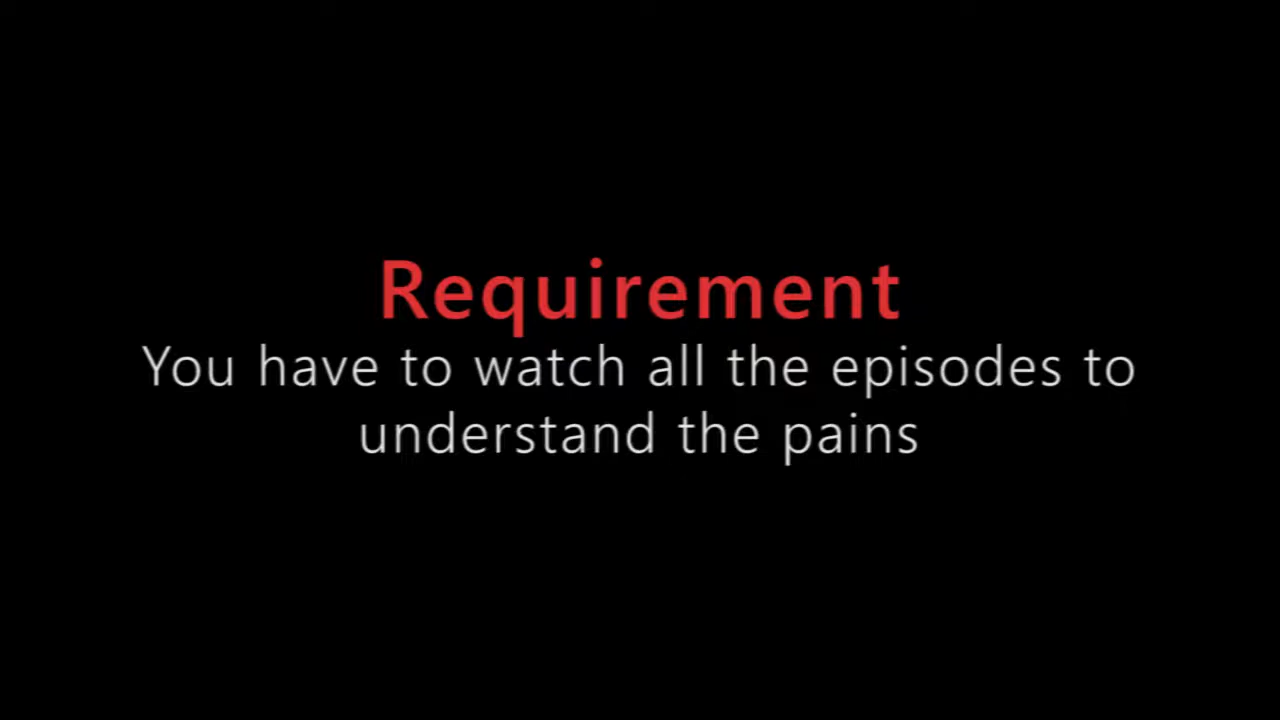 Requirement
You have to watch all the episodes to
understand the pains